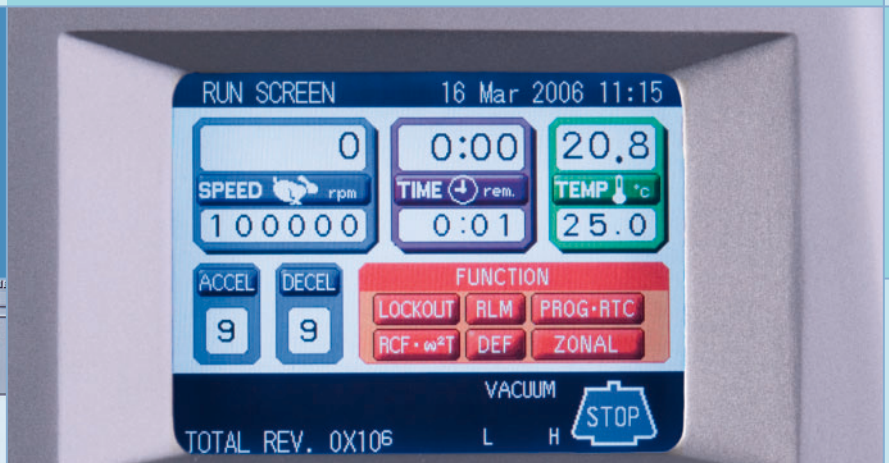 RUN SCREEN 16 Mar 2006 11:15
0 0:00 20.8
SPEED rpm TIME rem. TEMP °c
100000 0:01 25.0
ACCEL DECEL FUNCTION
LOCKOUT RLM PROG·RTC
9 9
RCF·ω²T DEF ZONAL
VACUUM
STOP
TOTAL REV. 0X10⁶ L H